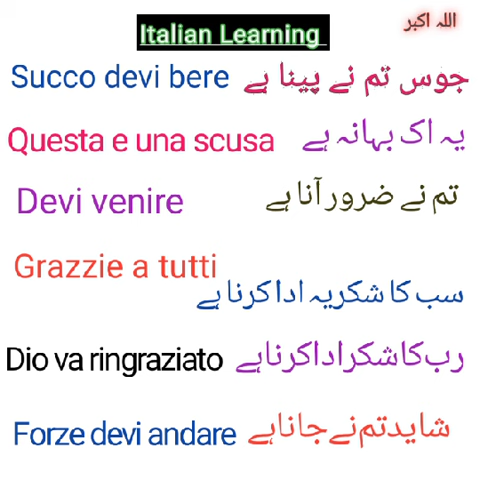 Italian Learning
اللہ اکبر
Succo devi bere جوس تم نے پینا ہے
Questa e una scusa یہ اک بہانہ ہے
Devi venire تم نے ضرور آنا ہے
Grazzie a tutti
سب کا شکریہ ادا کرنا ہے
Dio va ringraziato رب کا شکر ادا کرنا ہے
Forze devi andare شاید تم نے جانا ہے